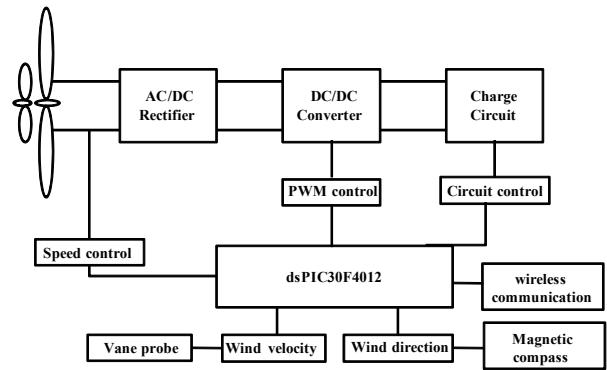 AC/DC
Rectifier
DC/DC
Converter
Charge
Circuit
PWM control
Circuit control
Speed control
dsPIC30F4012
wireless
communication
Vane probe
Wind velocity
Wind direction
Magnetic
compass